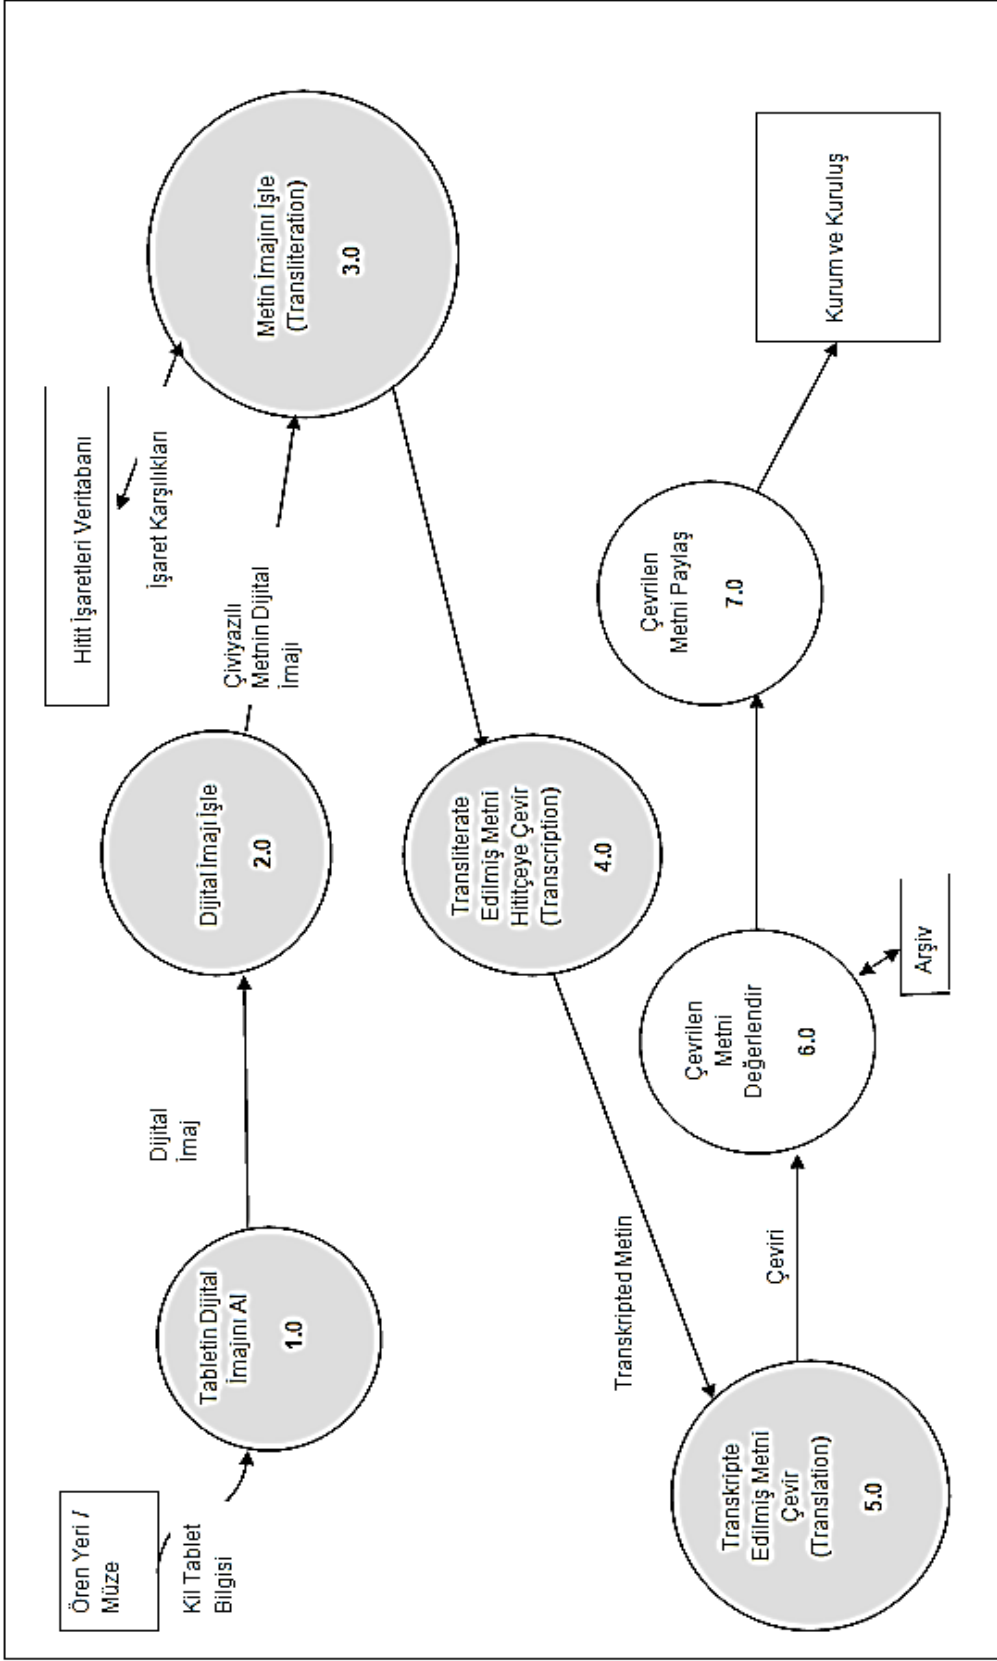 Ören Yeri /
Müze
Kil Tablet
Bilgisi
Tabletin Dijital
İmajını Al
1.0
Dijital
İmaj
Dijital İmajı İşle
2.0
Çiviyazılı
Metnin Dijital
İmajı
Hitit İşaretleri Veritabanı
İşaret Karşılıkları
Metin İmajını İşle
(Transliteration)
3.0
Transliterate
Edilmiş Metni
Hititçeye Çevir
(Transcription)
4.0
Transkripted Metin
Transkripte
Edilmiş Metni
Çevir
(Translation)
5.0
Çeviri
Çevrilen
Metni
Değerlendir
6.0
Arşiv
Çevrilen
Metni Paylaş
7.0
Kurum ve Kuruluş